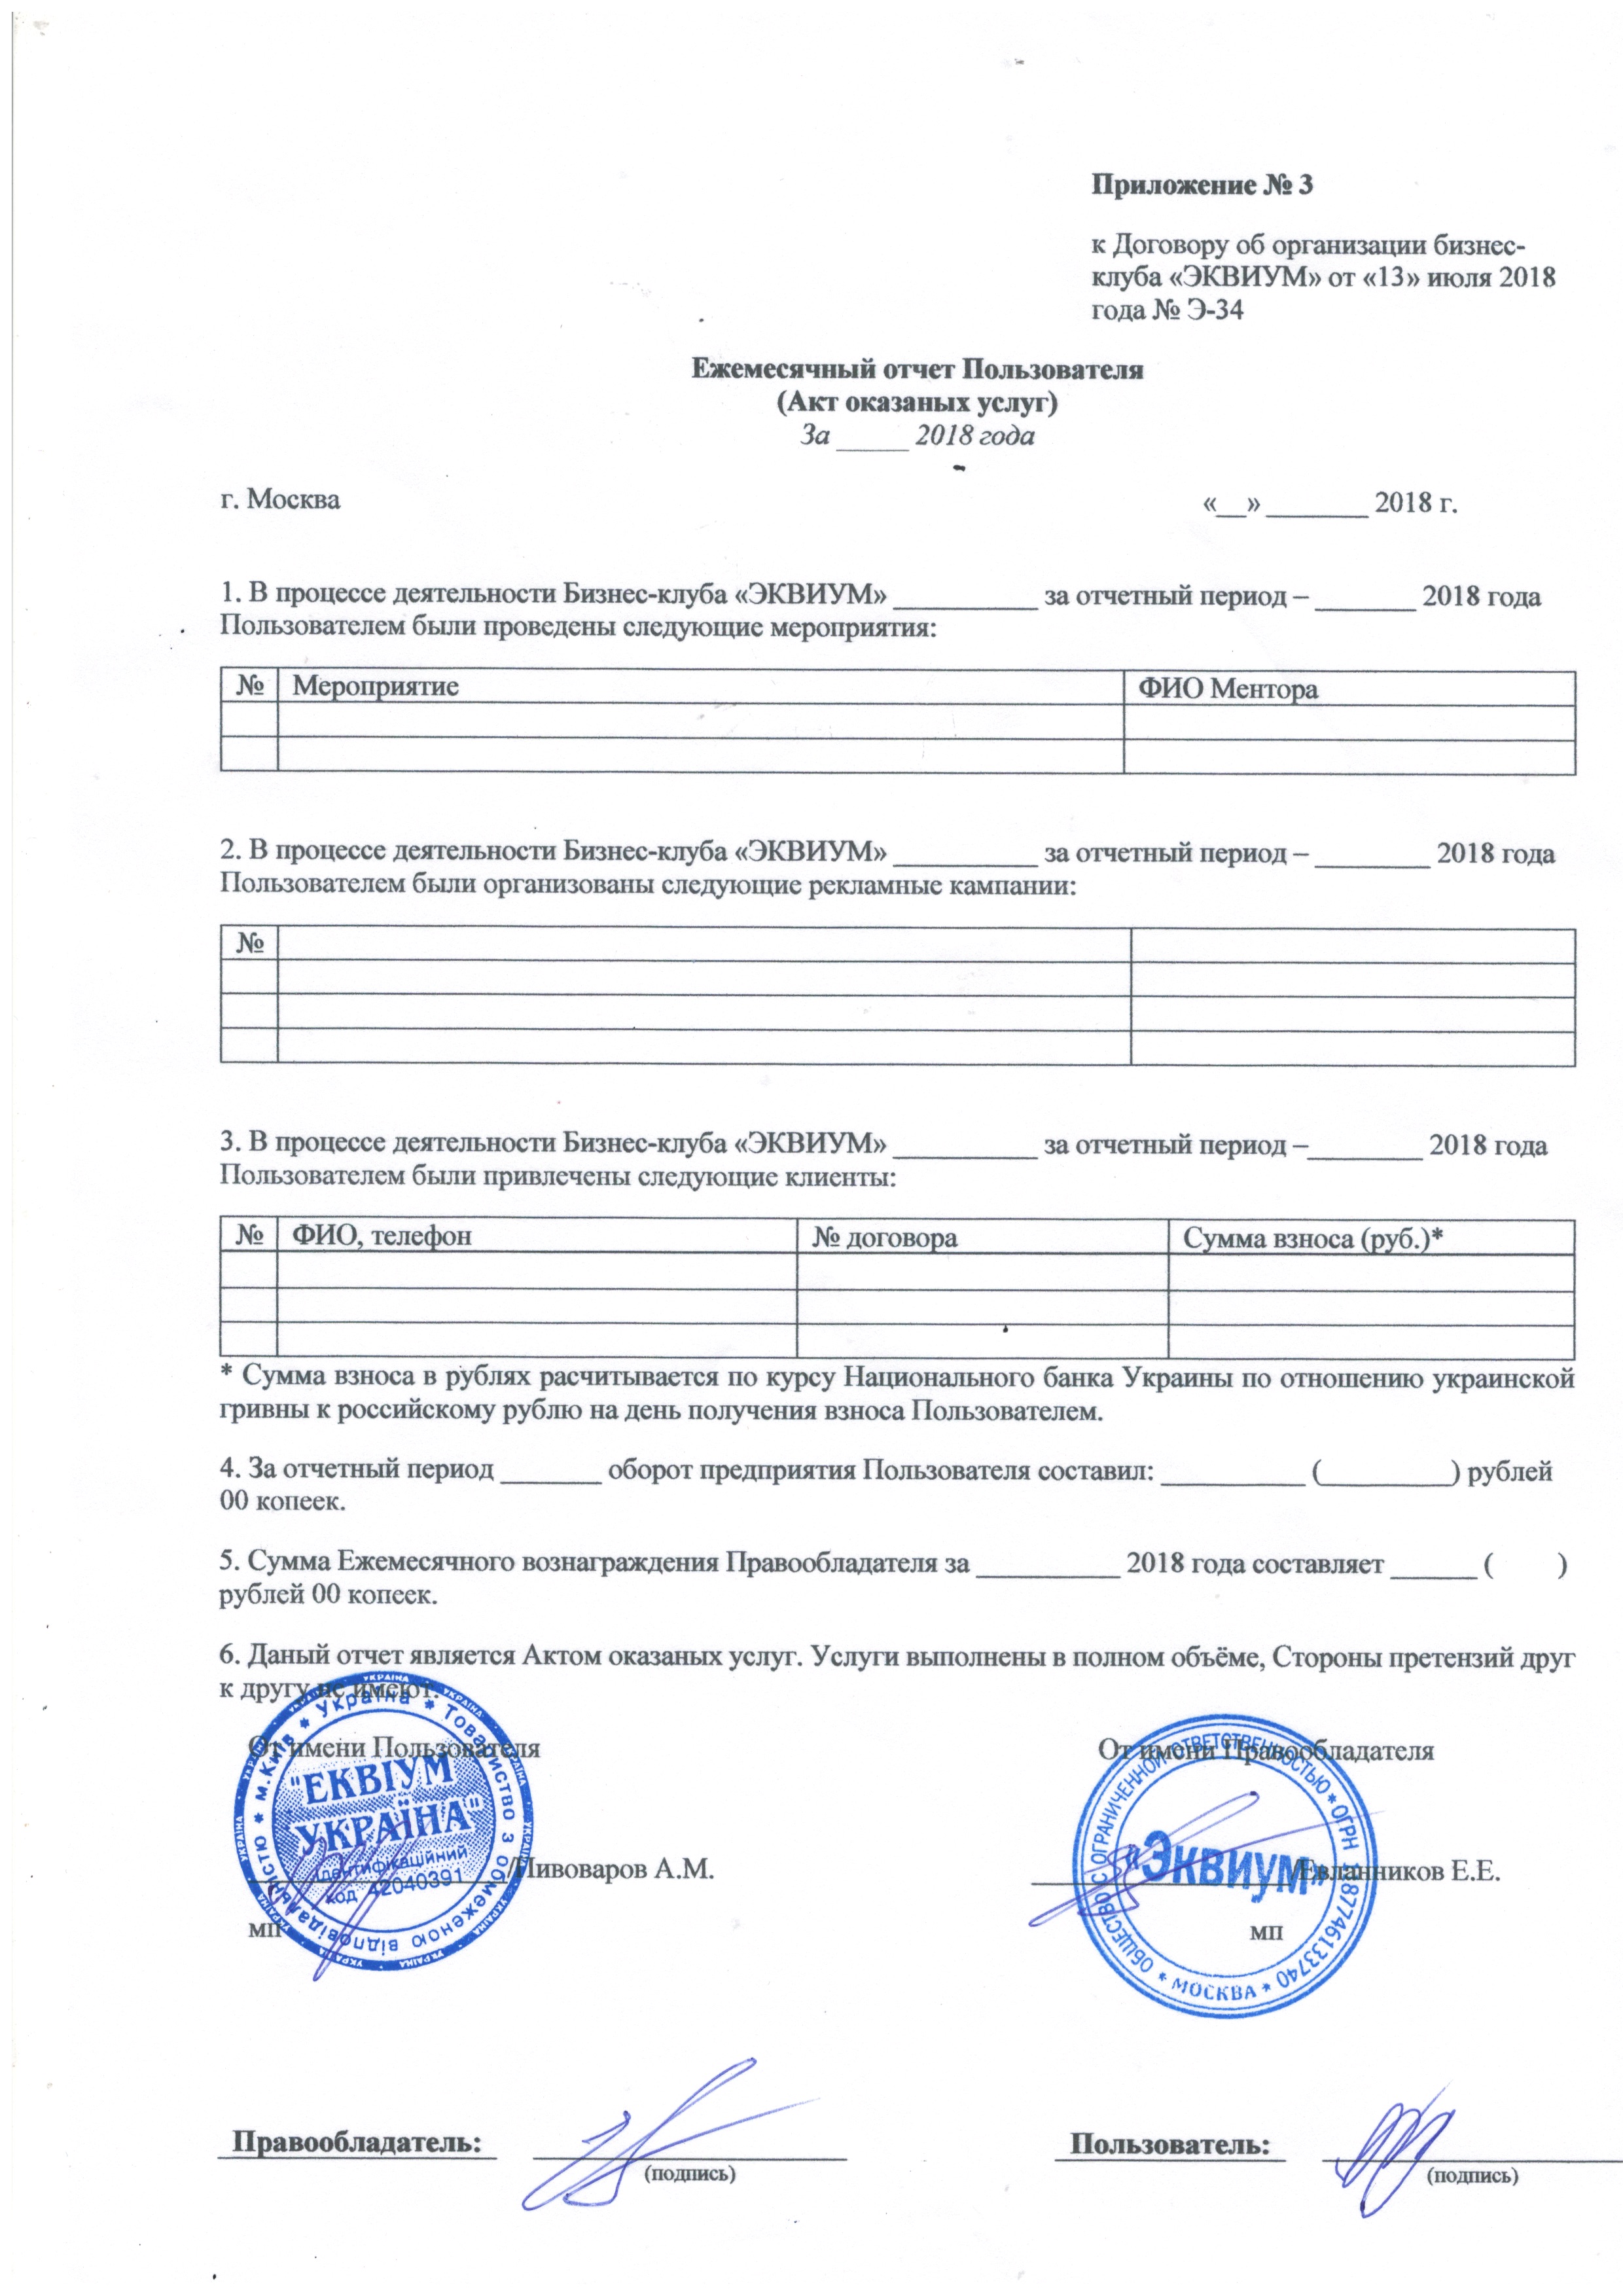 Приложение № 3
к Договору об организации бизнес-
клуба «ЭКВИУМ» от «13» июля 2018
года № Э-34
Ежемесячный отчет Пользователя
(Акт оказаных услуг)
За _____ 2018 года
г. Москва «__» _______ 2018 г.
1. В процессе деятельности Бизнес-клуба «ЭКВИУМ» __________ за отчетный период – _______ 2018 года
Пользователем были проведены следующие мероприятия:
№ Мероприятие ФИО Ментора
2. В процессе деятельности Бизнес-клуба «ЭКВИУМ» __________ за отчетный период – ________ 2018 года
Пользователем были организованы следующие рекламные кампании:
№
3. В процессе деятельности Бизнес-клуба «ЭКВИУМ» __________ за отчетный период –________ 2018 года
Пользователем были привлечены следующие клиенты:
№ ФИО, телефон № договора Сумма взноса (руб.)*
* Сумма взноса в рублях расчитывается по курсу Национального банка Украины по отношению украинской
гривны к российскому рублю на день получения взноса Пользователем.
4. За отчетный период _______ оборот предприятия Пользователя составил: __________ (_________) рублей
00 копеек.
5. Сумма Ежемесячного вознаграждения Правообладателя за __________ 2018 года составляет ______ ( )
рублей 00 копеек.
6. Даный отчет является Актом оказаных услуг. Услуги выполнены в полном объёме, Стороны претензий друг
к другу не имеют.
От имени Пользователя От имени Правообладателя
/Пивоваров А.М. /Евланников Е.Е.
МП МП
Україна * Товариство з обмеженою відповідальністю * м.Київ *
"ЕКВІУМ
УКРАЇНА"
Ідентифікаційний
код 42040391
ОБЩЕСТВО С ОГРАНИЧЕННОЙ ОТВЕТСТВЕННОСТЬЮ * ОГРН 1187746133740 * МОСКВА *
«Эквиум»
Правообладатель: Пользователь:
(подпись) (подпись)